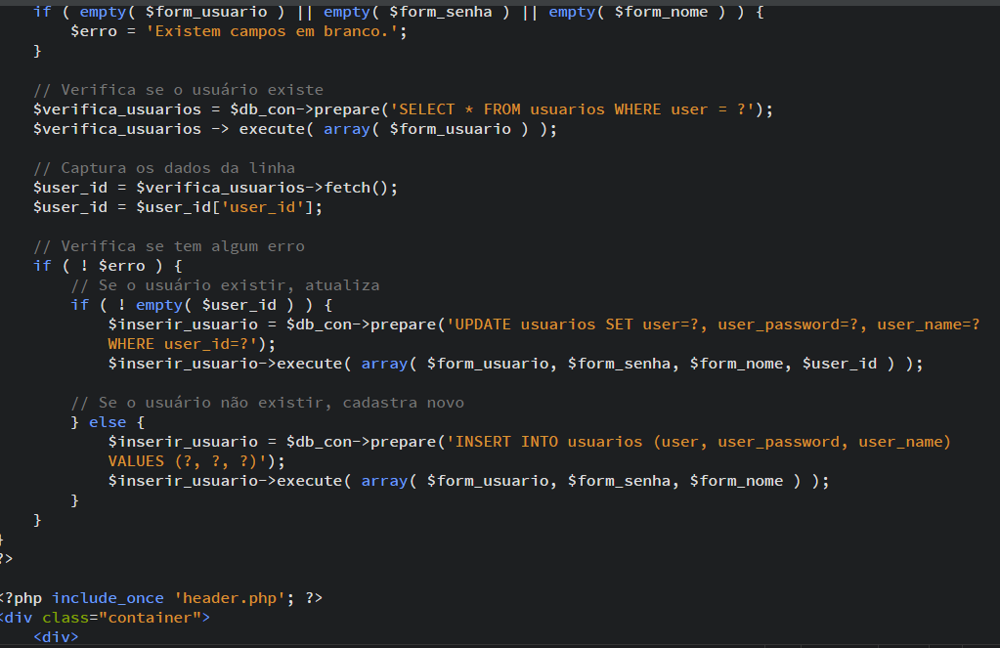 if ( empty( $form_usuario ) || empty( $form_senha ) || empty( $form_nome ) ) {
$erro = 'Existem campos em branco.';
}
// Verifica se o usuário existe
$verifica_usuarios = $db_con->prepare('SELECT * FROM usuarios WHERE user = ?');
$verifica_usuarios -> execute( array( $form_usuario ) );
// Captura os dados da linha
$user_id = $verifica_usuarios->fetch();
$user_id = $user_id['user_id'];
// Verifica se tem algum erro
if ( ! $erro ) {
// Se o usuário existir, atualiza
if ( ! empty( $user_id ) ) {
$inserir_usuario = $db_con->prepare('UPDATE usuarios SET user=?, user_password=?, user_name=?
WHERE user_id=?');
$inserir_usuario->execute( array( $form_usuario, $form_senha, $form_nome, $user_id ) );
// Se o usuário não existir, cadastra novo
} else {
$inserir_usuario = $db_con->prepare('INSERT INTO usuarios (user, user_password, user_name)
VALUES (?, ?, ?)');
$inserir_usuario->execute( array( $form_usuario, $form_senha, $form_nome ) );
}
}
}
?>
<?php include_once 'header.php'; ?>
<div class="container">
<div>